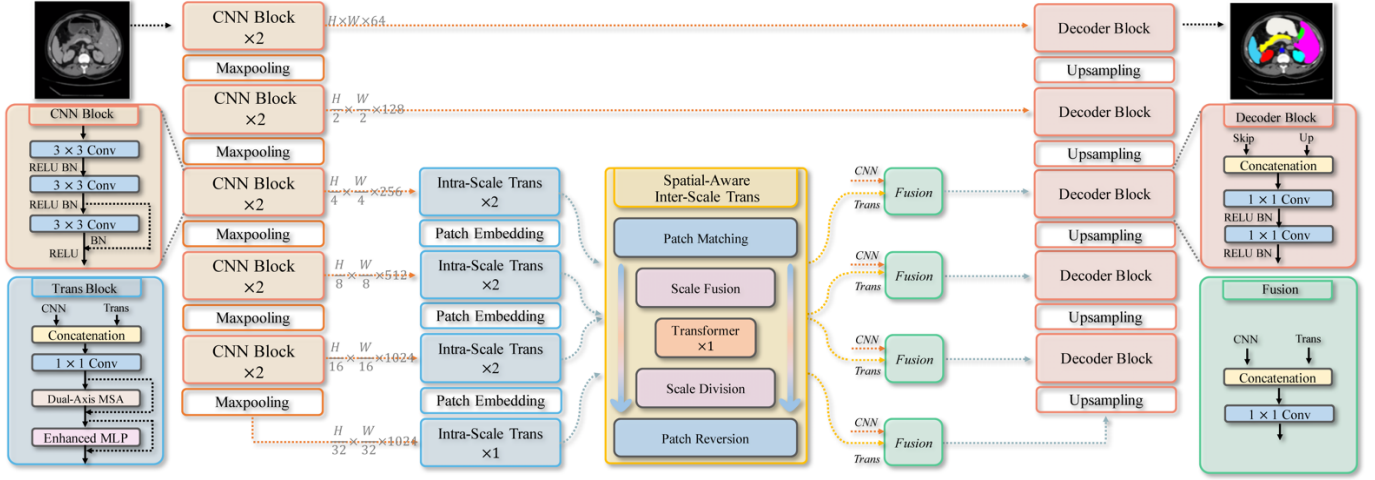 CNN Block
×2
H×W×64
Decoder Block
Maxpooling
Upsampling
CNN Block
×2
H/2 × W/2 ×128
Decoder Block
Maxpooling
Upsampling
CNN Block
×2
H/4 × W/4 ×256
Intra-Scale Trans
×2
CNN
Trans
Fusion
Decoder Block
Maxpooling
Patch Embedding
Upsampling
CNN Block
×2
H/8 × W/8 ×512
Intra-Scale Trans
×2
CNN
Trans
Fusion
Decoder Block
Maxpooling
Patch Embedding
Upsampling
CNN Block
×2
H/16 × W/16 ×1024
Intra-Scale Trans
×2
CNN
Trans
Fusion
Decoder Block
Maxpooling
Patch Embedding
Upsampling
H/32 × W/32 ×1024
Intra-Scale Trans
×1
CNN
Trans
Fusion
Spatial-Aware
Inter-Scale Trans
Patch Matching
Scale Fusion
Transformer
×1
Scale Division
Patch Reversion
CNN Block
3 × 3 Conv
RELU BN
3 × 3 Conv
RELU BN
3 × 3 Conv
BN
RELU
Trans Block
CNN
Trans
Concatenation
1 × 1 Conv
Dual-Axis MSA
Enhanced MLP
Decoder Block
Skip
Up
Concatenation
1 × 1 Conv
RELU BN
1 × 1 Conv
RELU BN
Fusion
CNN
Trans
Concatenation
1 × 1 Conv